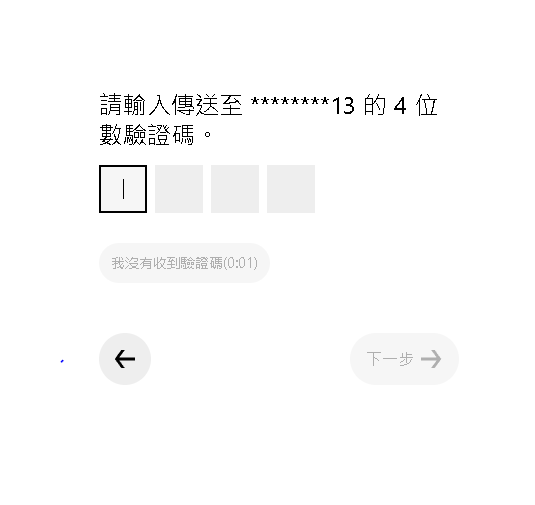 請輸入傳送至 ********13 的 4 位
數驗證碼。
我沒有收到驗證碼(0:01)
下一步